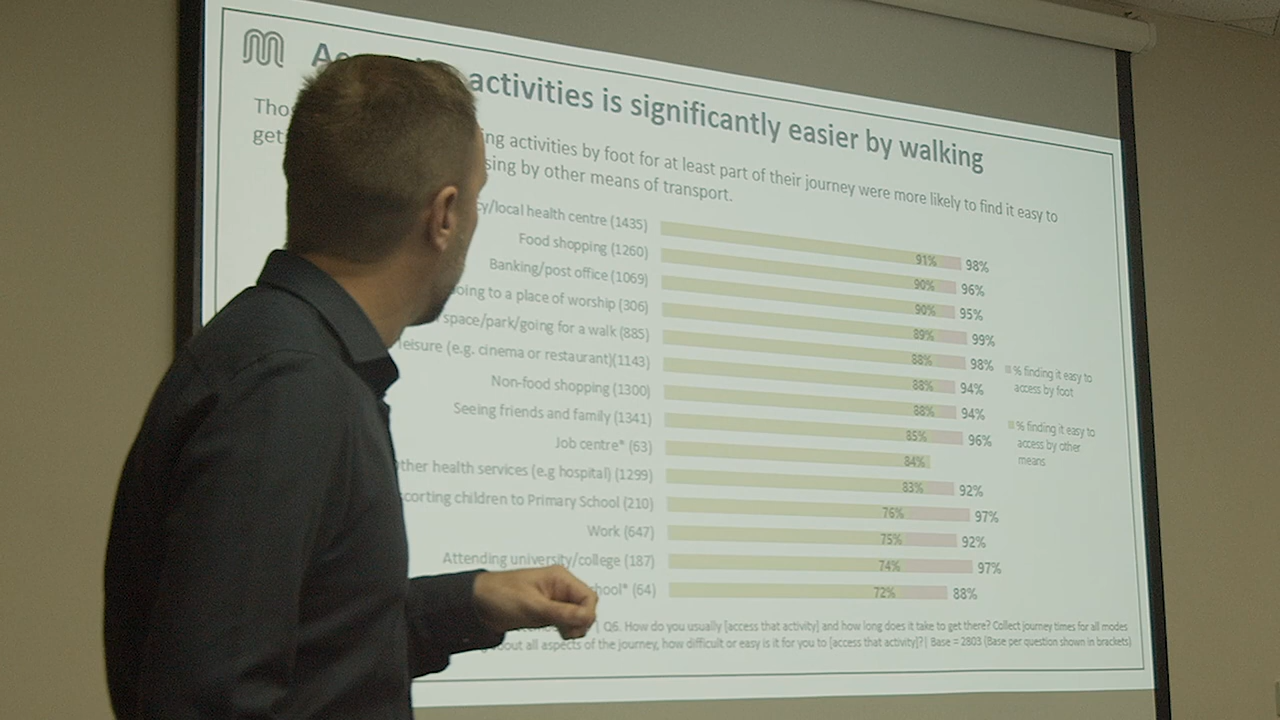 activities is significantly easier by walking
ing activities by foot for at least part of their journey were more likely to find it easy to
get sing by other means of transport.
cy/local health centre (1435) 91% 98%
Food shopping (1260) 90% 96%
Banking/post office (1069) 90% 95%
oing to a place of worship (306) 89% 99%
space/park/going for a walk (885) 88% 98%
leisure (e.g. cinema or restaurant)(1143) 88% 94%
Non-food shopping (1300) 88% 94%
Seeing friends and family (1341) 85% 96%
Job centre* (63) 84%
ther health services (e.g hospital) (1299) 83% 92%
scorting children to Primary School (210) 76% 97%
Work (647) 75% 92%
Attending university/college (187) 74% 97%
hool* (64) 72% 88%
% finding it easy to
access by foot
% finding it easy to
access by other
means
| Q6. How do you usually [access that activity] and how long does it take to get there? Collect journey times for all modes
out all aspects of the journey, how difficult or easy is it for you to [access that activity]?| Base = 2803 (Base per question shown in brackets)